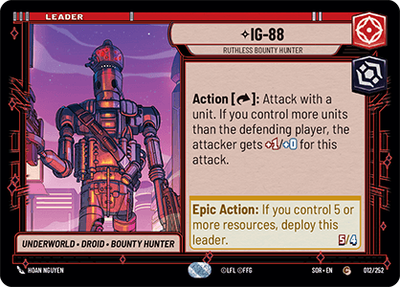 LEADER
IG-88
RUTHLESS BOUNTY HUNTER
Action [ ]: Attack with a
unit. If you control more units
than the defending player, the
attacker gets +1/+0 for this
attack.
Epic Action: If you control 5 or
more resources, deploy this
leader.
5/4
UNDERWORLD • DROID • BOUNTY HUNTER
HOAN NGUYEN
©LFL ©FFG
SOR • EN
C
012/252